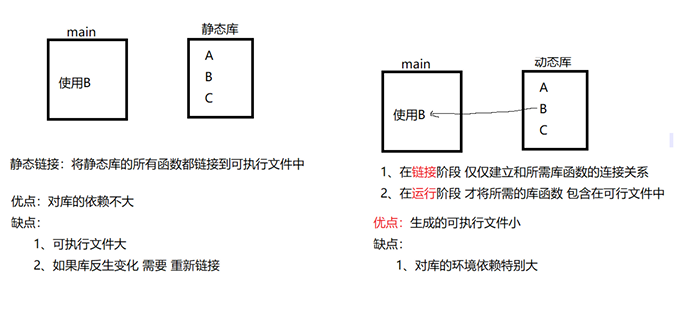 main
静态库
使用B
A
B
C
静态链接：将静态库的所有函数都链接到可执行文件中
优点：对库的依赖不大
缺点：
1、可执行文件大
2、如果库反生变化 需要 重新链接
main
动态库
使用B
A
B
C
1、在链接阶段 仅仅建立和所需库函数的连接关系
2、在运行阶段 才将所需的库函数 包含在可行文件中
优点：生成的可执行文件小
缺点：
1、对库的环境依赖特别大